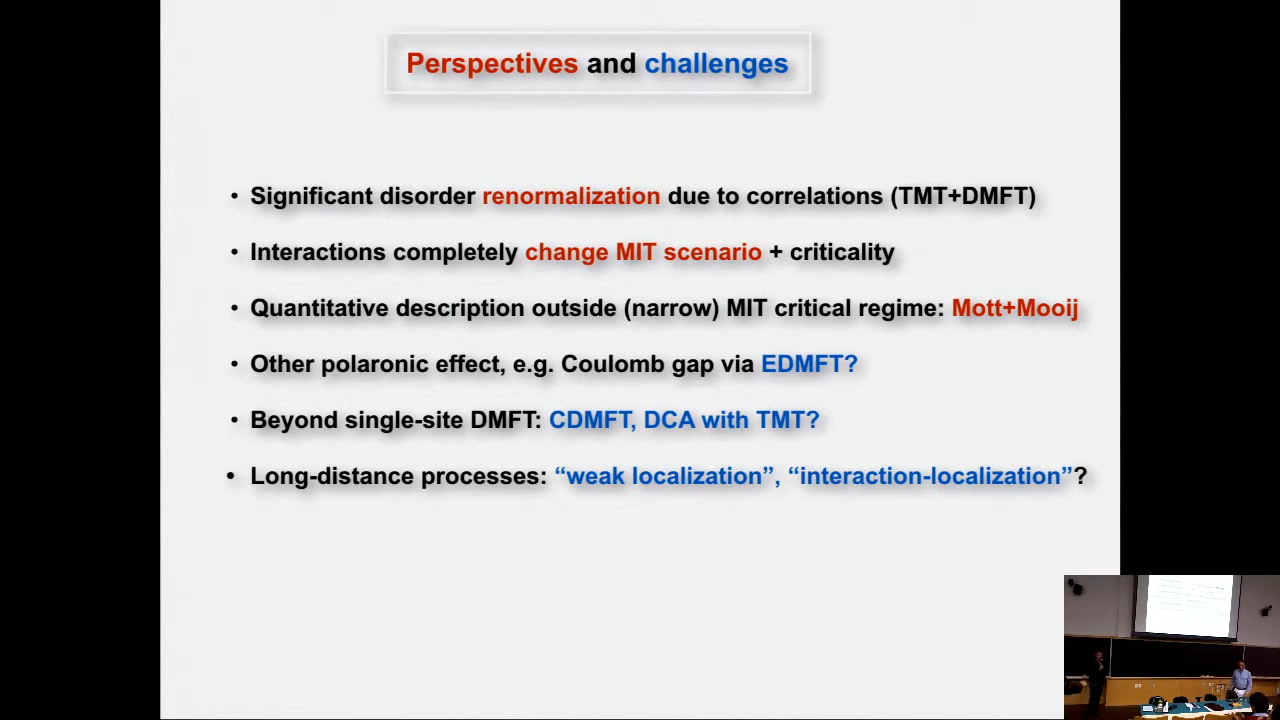 Perspectives and challenges
• Significant disorder renormalization due to correlations (TMT+DMFT)
• Interactions completely change MIT scenario + criticality
• Quantitative description outside (narrow) MIT critical regime: Mott+Mooij
• Other polaronic effect, e.g. Coulomb gap via EDMFT?
• Beyond single-site DMFT: CDMFT, DCA with TMT?
• Long-distance processes: “weak localization”, “interaction-localization”?